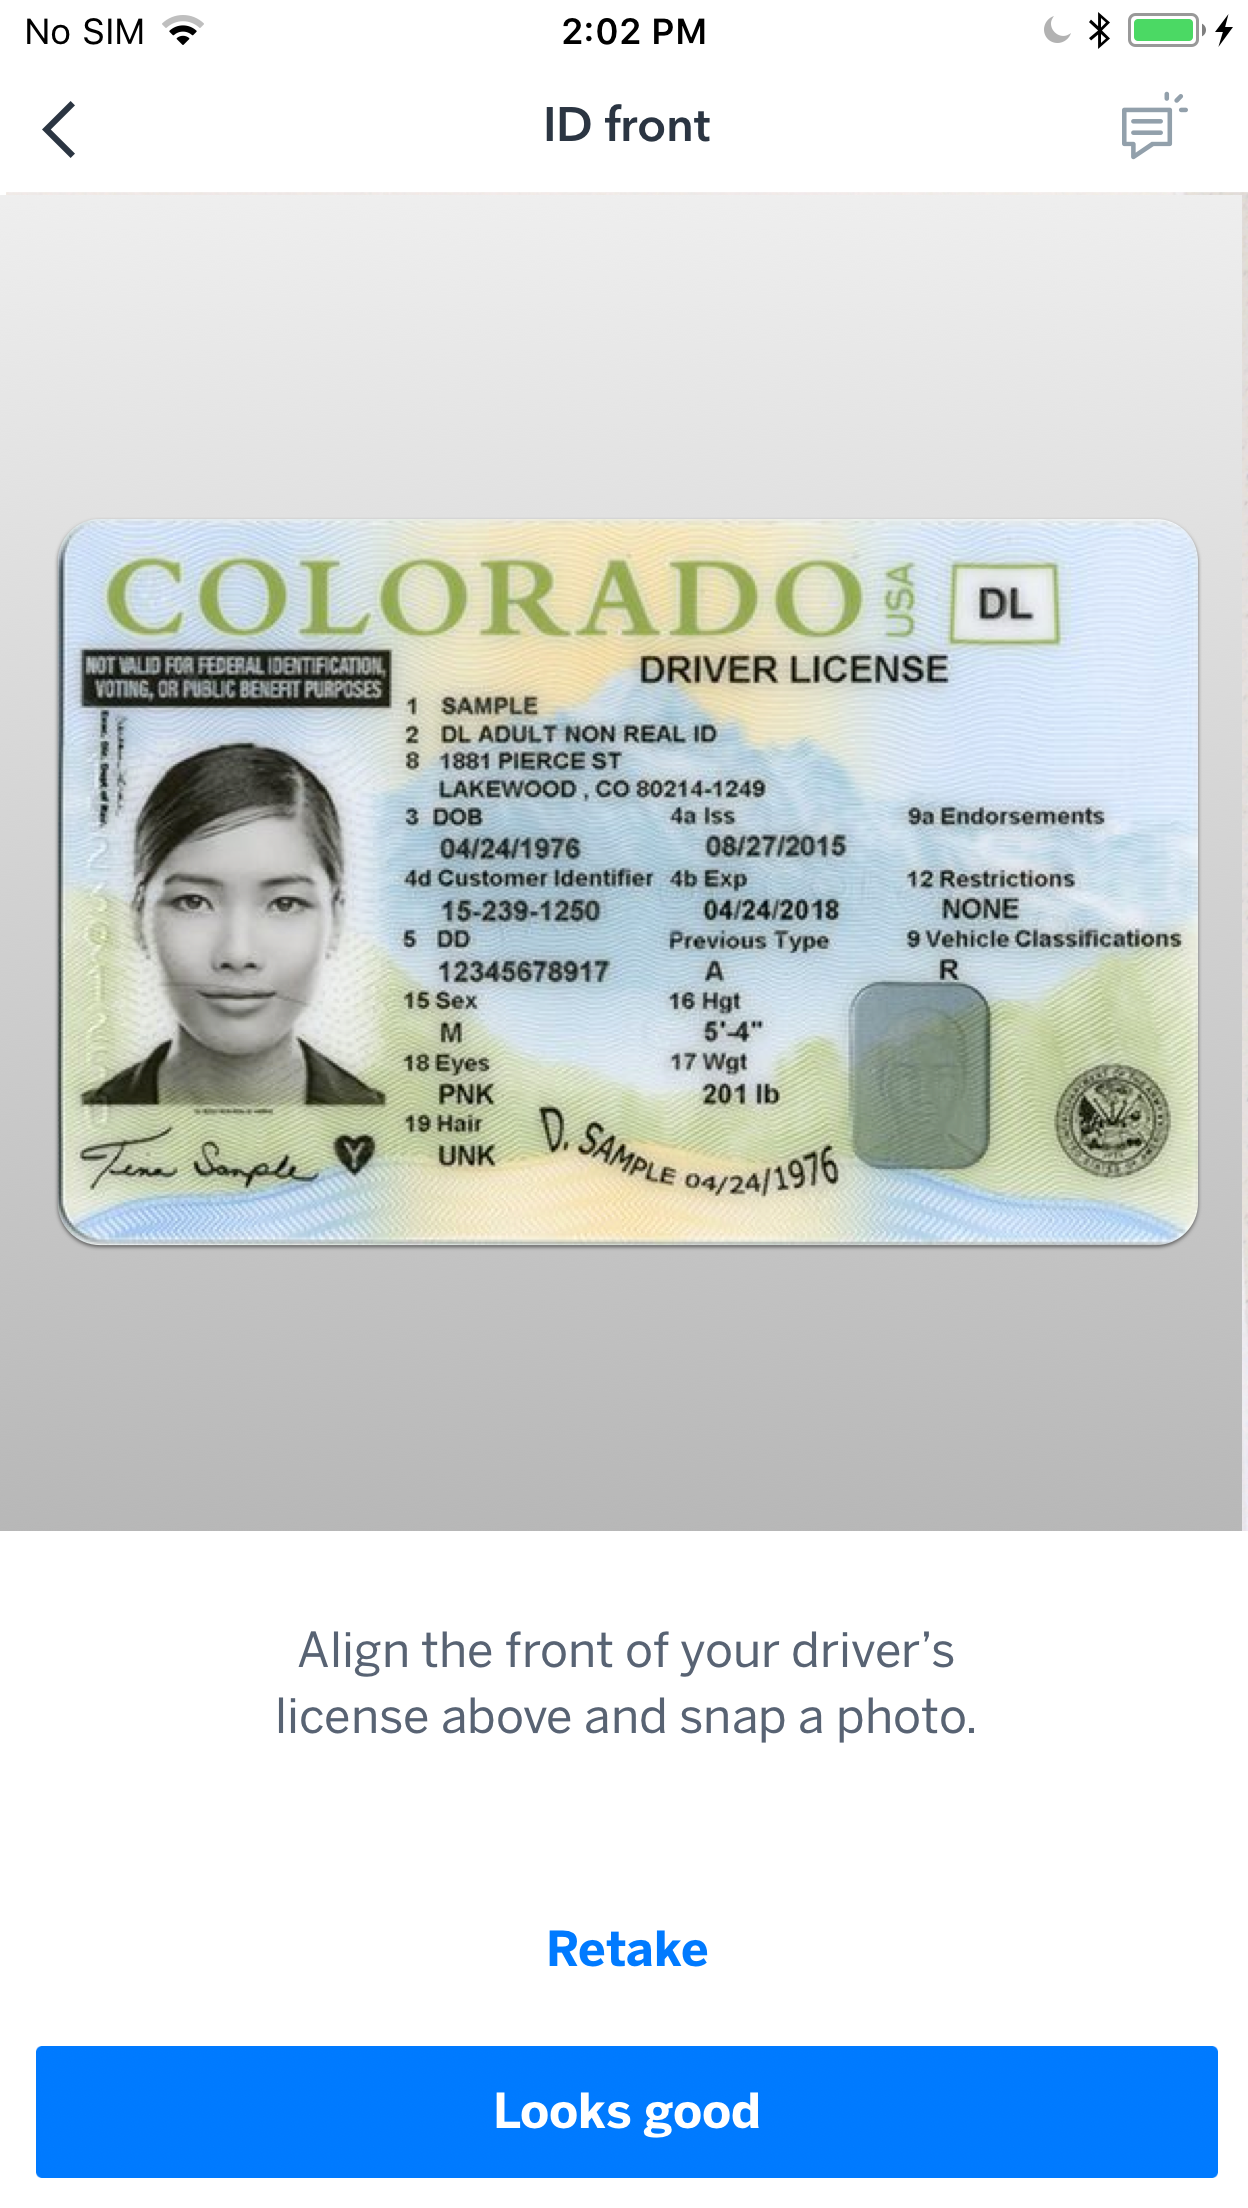 No SIM 2:02 PM
ID front
COLORADO USA DL
NOT VALID FOR FEDERAL IDENTIFICATION,
VOTING, OR PUBLIC BENEFIT PURPOSES
DRIVER LICENSE
1 SAMPLE
2 DL ADULT NON REAL ID
8 1881 PIERCE ST
LAKEWOOD , CO 80214-1249
3 DOB 4a Iss 9a Endorsements
04/24/1976 08/27/2015
4d Customer Identifier 4b Exp 12 Restrictions
15-239-1250 04/24/2018 NONE
5 DD Previous Type 9 Vehicle Classifications
12345678917 A R
15 Sex 16 Hgt
M 5'-4"
18 Eyes 17 Wgt
PNK 201 lb
19 Hair
UNK
D. SAMPLE 04/24/1976
Tina Sample Y
Align the front of your driver’s
license above and snap a photo.
Retake
Looks good